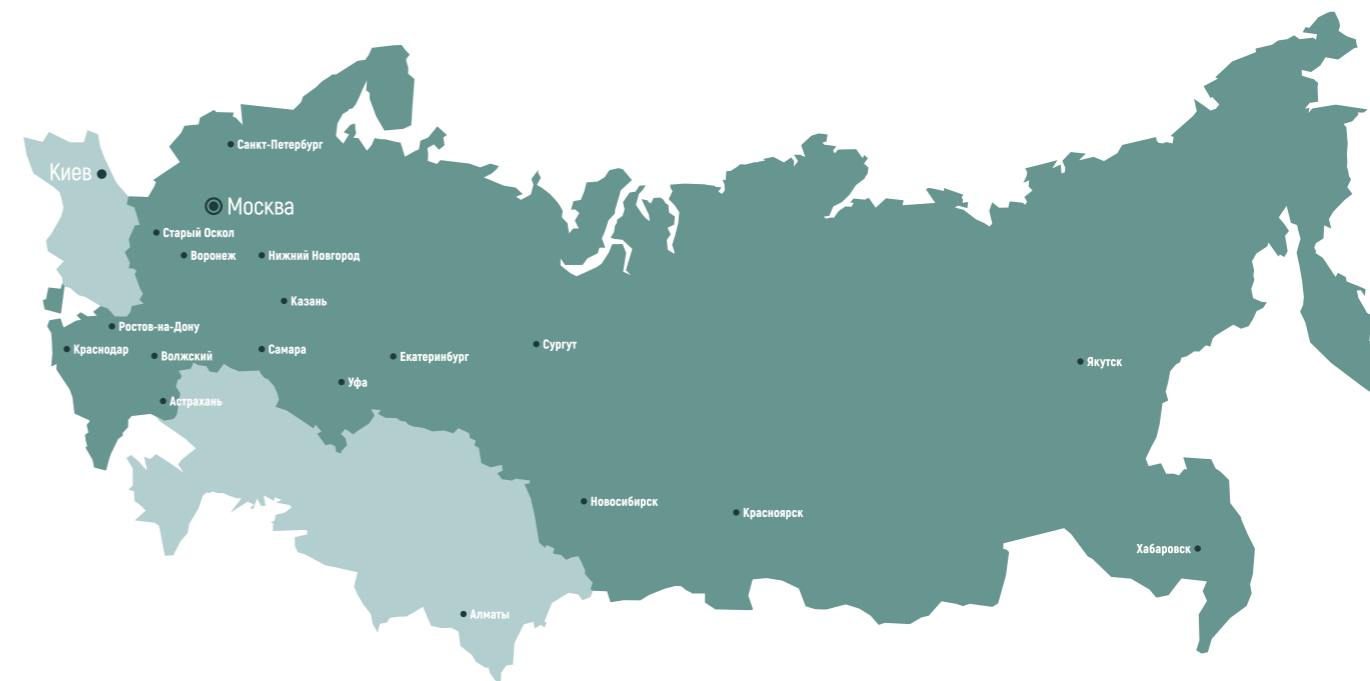 Санкт-Петербург
Киев
Москва
Старый Оскол
Воронеж
Нижний Новгород
Казань
Ростов-на-Дону
Краснодар
Волжский
Самара
Екатеринбург
Сургут
Якутск
Уфа
Астрахань
Новосибирск
Красноярск
Хабаровск
Алматы